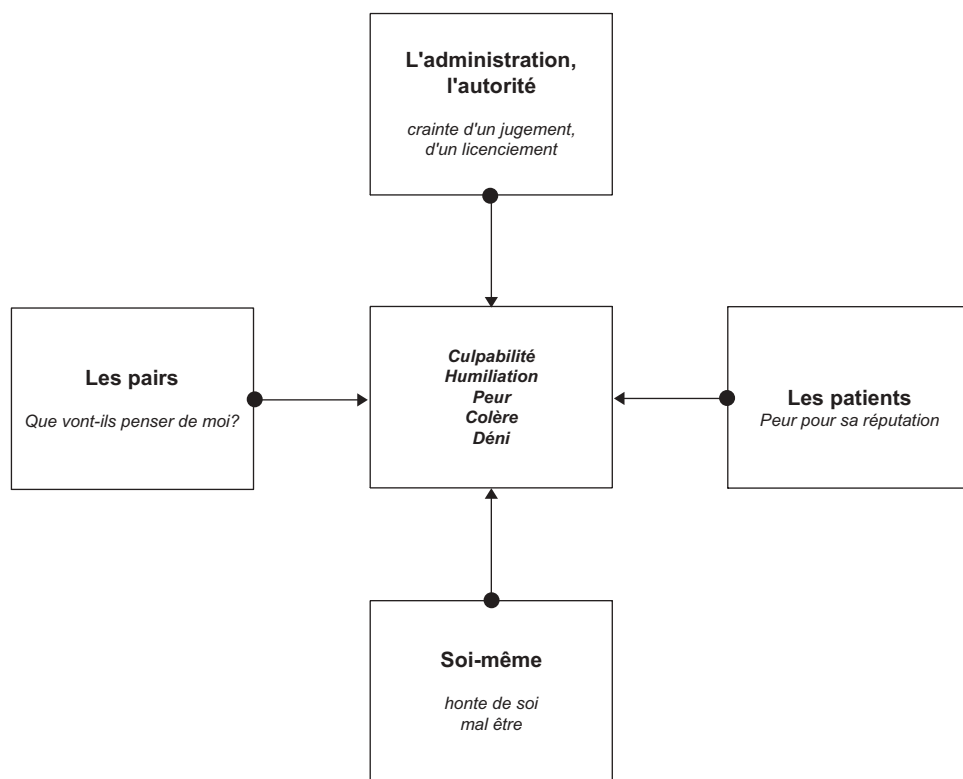 L'administration,
l'autorité
crainte d'un jugement,
d'un licenciement
Les pairs
Que vont-ils penser de moi?
Culpabilité
Humiliation
Peur
Colère
Déni
Les patients
Peur pour sa réputation
Soi-même
honte de soi
mal être